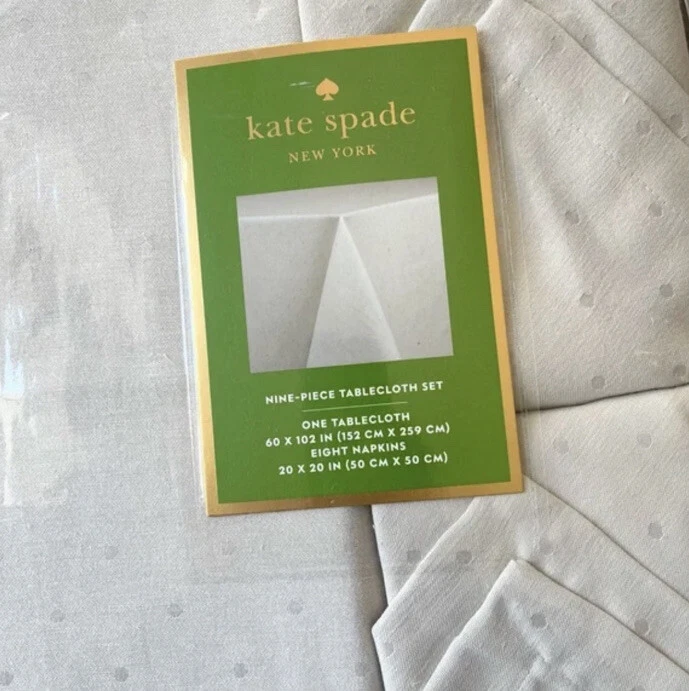 kate spade
NEW YORK
NINE-PIECE TABLECLOTH SET
ONE TABLECLOTH
60 X 102 IN (152 CM X 259 CM)
EIGHT NAPKINS
20 X 20 IN (50 CM X 50 CM)